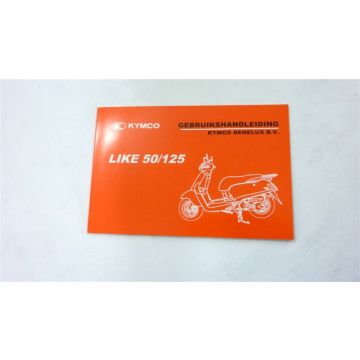 KYMCO
GEBRUIKSHANDLEIDING
KYMCO BENELUX B.V.
LIKE 50/125